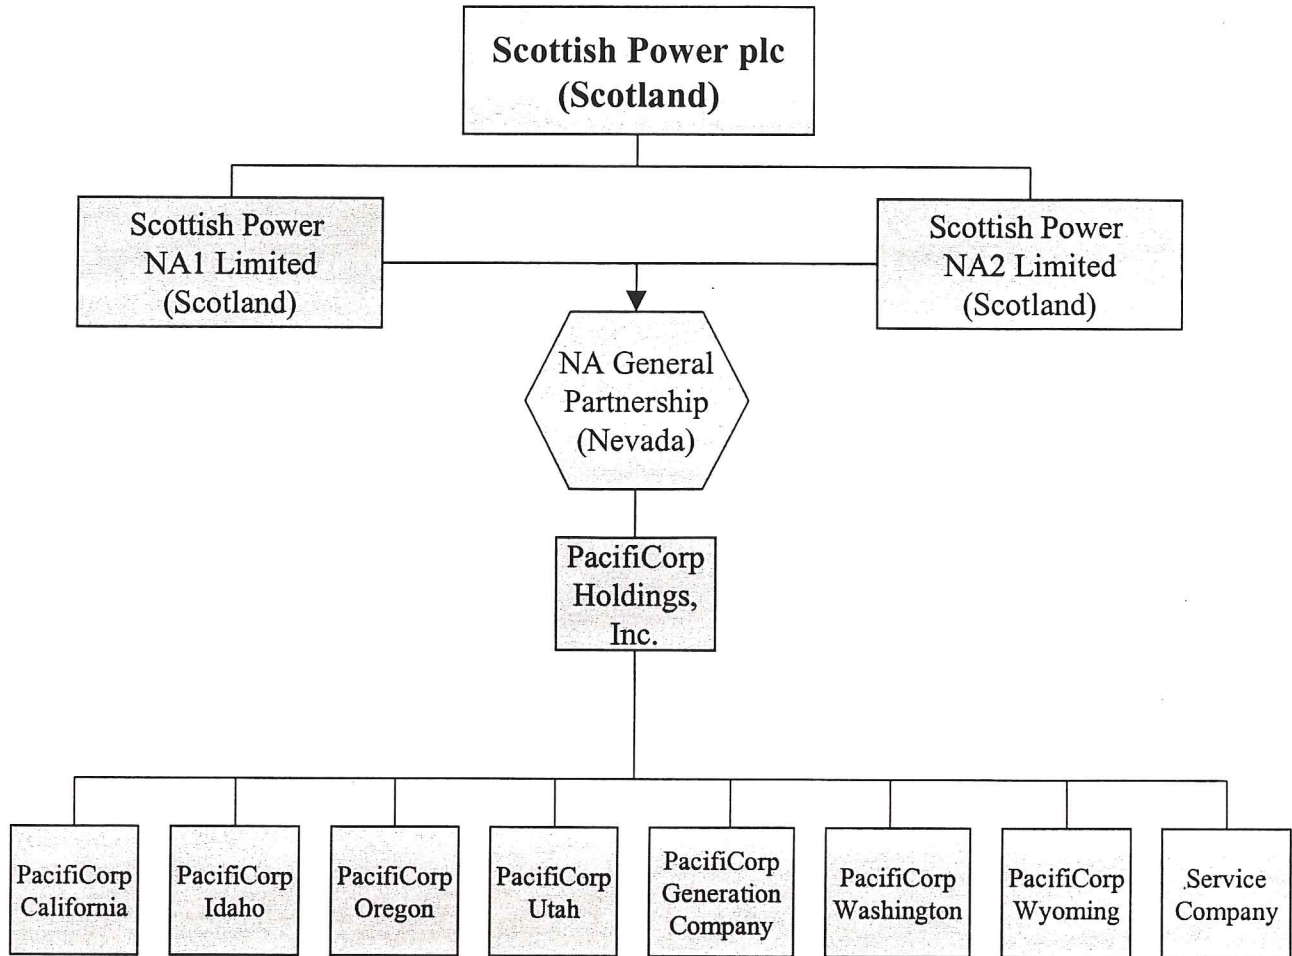 Scottish Power plc
(Scotland)
Scottish Power
NA1 Limited
(Scotland)
Scottish Power
NA2 Limited
(Scotland)
NA General
Partnership
(Nevada)
PacifiCorp
Holdings,
Inc.
PacifiCorp
California
PacifiCorp
Idaho
PacifiCorp
Oregon
PacifiCorp
Utah
PacifiCorp
Generation
Company
PacifiCorp
Washington
PacifiCorp
Wyoming
Service
Company